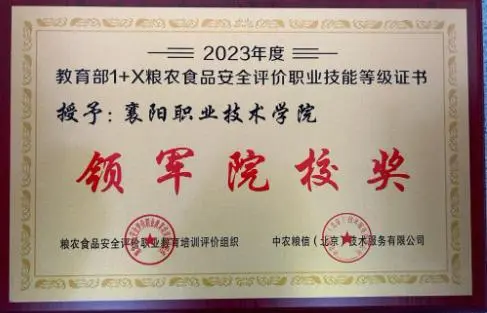 2023年度
教育部1+X粮农食品安全评价职业技能等级证书
授予：襄阳职业技术学院
领军院校奖
粮农食品安全评价职业教育培训评价组织
中农粮信（北京）技术服务有限公司